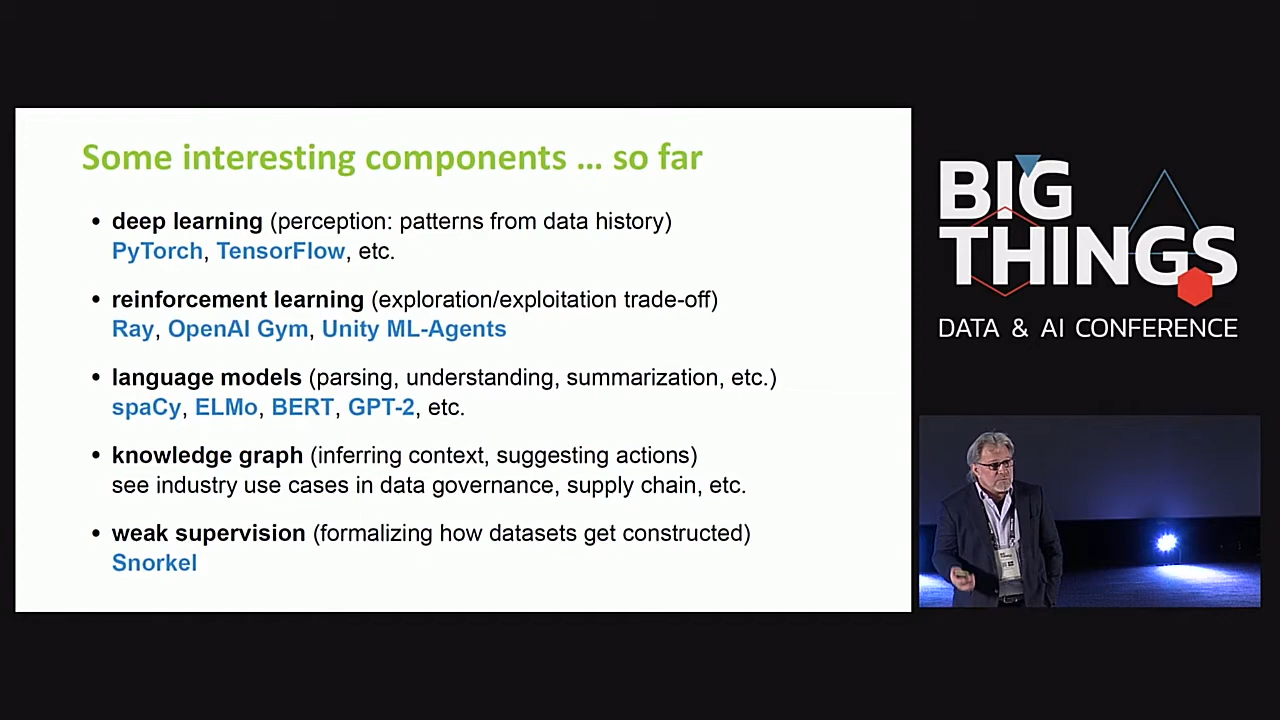 Some interesting components … so far
• deep learning (perception: patterns from data history)
PyTorch, TensorFlow, etc.
• reinforcement learning (exploration/exploitation trade-off)
Ray, OpenAI Gym, Unity ML-Agents
• language models (parsing, understanding, summarization, etc.)
spaCy, ELMo, BERT, GPT-2, etc.
• knowledge graph (inferring context, suggesting actions)
see industry use cases in data governance, supply chain, etc.
• weak supervision (formalizing how datasets get constructed)
Snorkel
BIG
THINGS
DATA & AI CONFERENCE